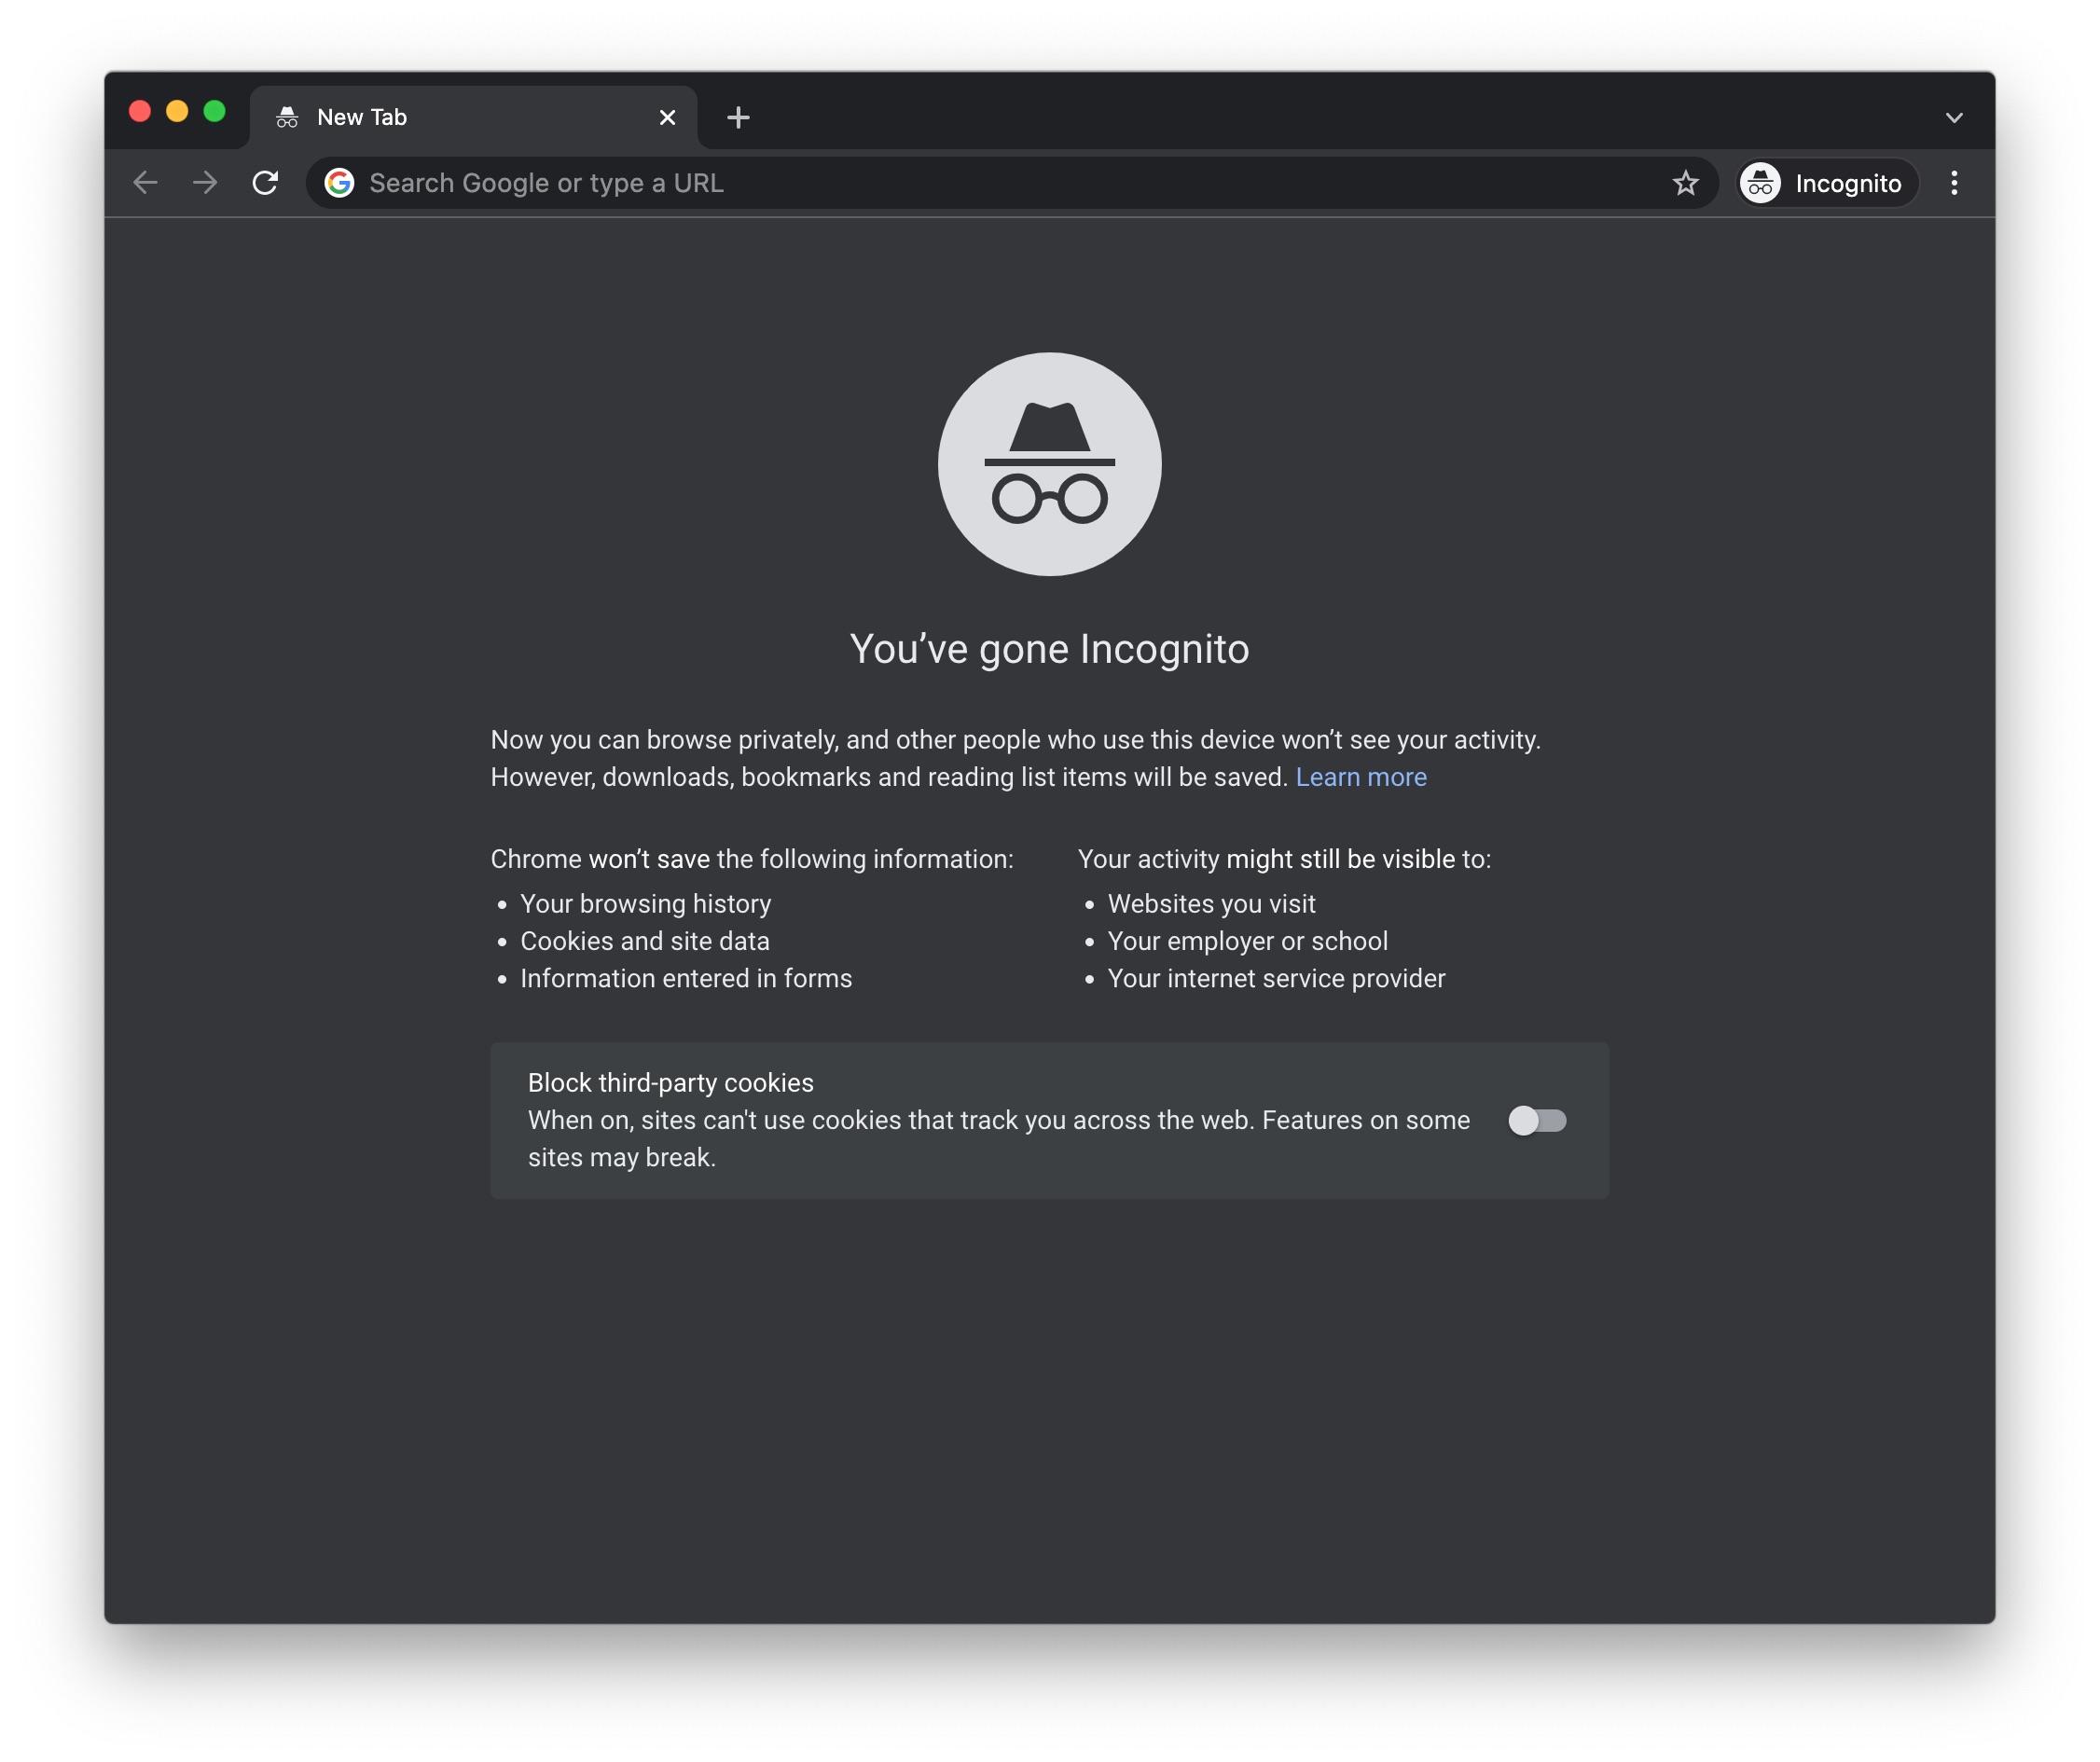 New Tab
Search Google or type a URL
Incognito
You’ve gone Incognito
Now you can browse privately, and other people who use this device won’t see your activity.
However, downloads, bookmarks and reading list items will be saved. Learn more
Chrome won’t save the following information:
• Your browsing history
• Cookies and site data
• Information entered in forms
Your activity might still be visible to:
• Websites you visit
• Your employer or school
• Your internet service provider
Block third-party cookies
When on, sites can't use cookies that track you across the web. Features on some
sites may break.